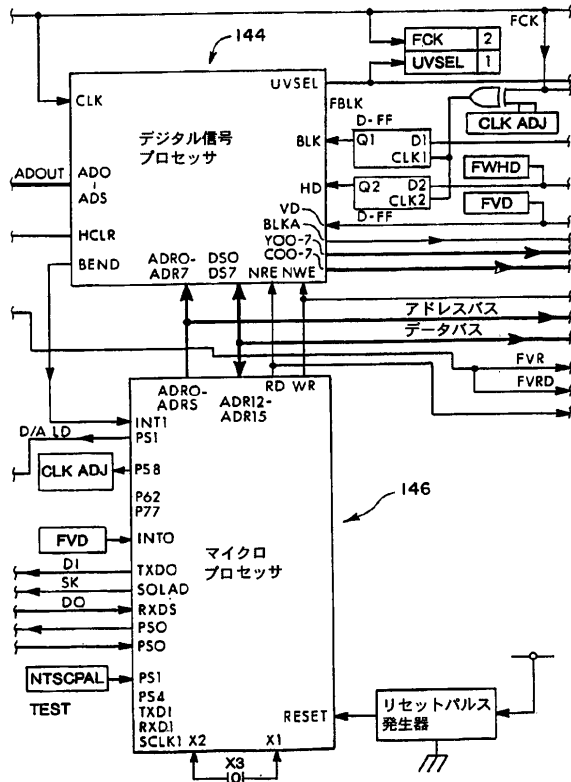 FCK
144
FCK 2
UVSEL 1
UVSEL
CLK
FBLK
CLK ADJ
D-FF
デジタル信号
プロセッサ
BLK
Q1 D1
CLK1
ADOUT
ADO
ADS
FWHD
HD
Q2 D2
CLK2
FVD
VD
D-FF
HCLR
BLKA
YOO-7
COO-7
BEND
ADRO-
ADR7
DSO
DS7
NRE NWE
アドレスバス
データバス
FVR
FVRD
ADRO-
ADRS
ADR12-
ADR15
RD WR
INT1
D/A LD
PS1
CLK ADJ
PS8
P62
P77
146
FVD
INTO
マイクロ
プロセッサ
DI
TXDO
SK
SOLAD
DO
RXDS
PSO
PSO
NTSCPAL
PS1
TEST
PS4
TXD1
RXD1
SCLK1 X2
X1
RESET
リセットパルス
発生器
X3